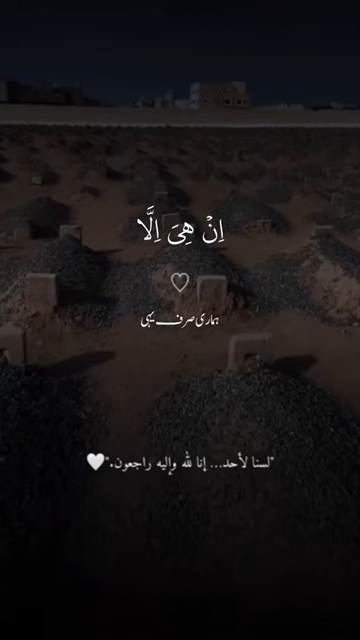 اِنْ هِيَ اِلَّا
ہماری صرف یہی
"لسنا لأحد... إنا لله وإليه راجعون."